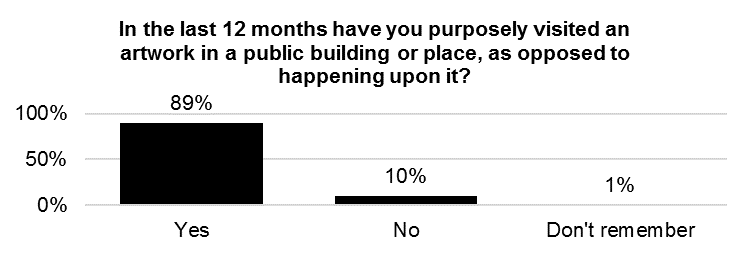 In the last 12 months have you purposely visited an
artwork in a public building or place, as opposed to
happening upon it?
100%
50%
0%
89%
10%
1%
Yes
No
Don't remember